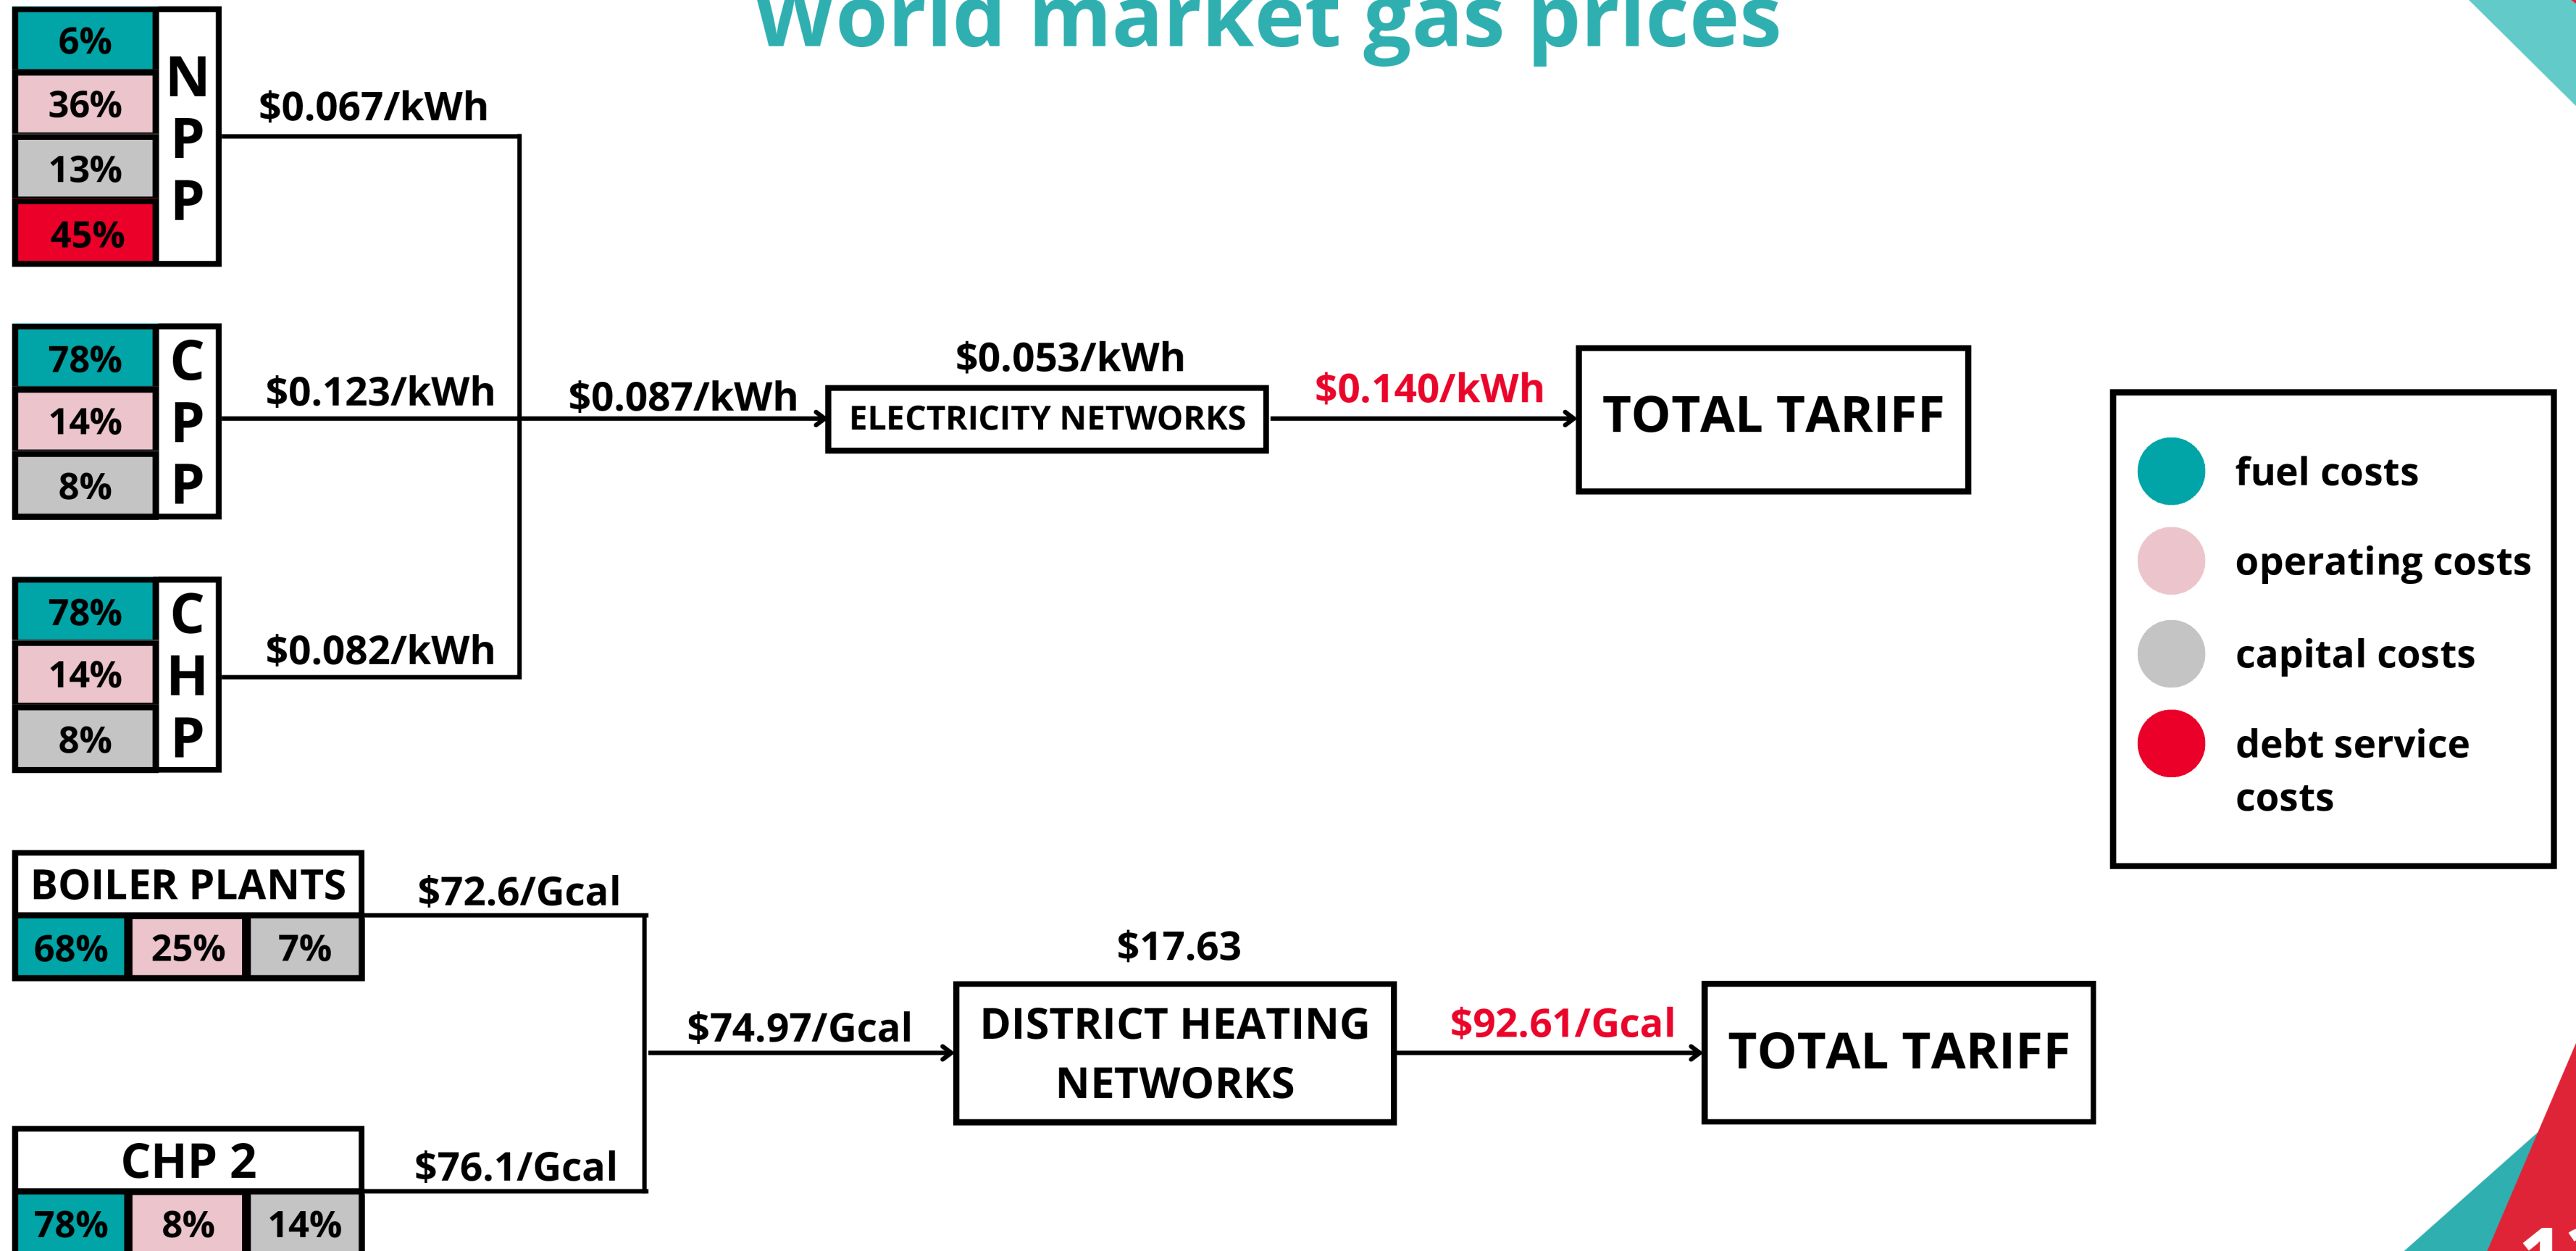 World market gas prices
6%
36%
13%
45%
N
P
P
$0.067/kWh
78%
14%
8%
C
P
P
$0.123/kWh
$0.087/kWh
$0.053/kWh
ELECTRICITY NETWORKS
$0.140/kWh
TOTAL TARIFF
78%
14%
8%
C
H
P
$0.082/kWh
fuel costs
operating costs
capital costs
debt service
costs
BOILER PLANTS
68% 25% 7%
$72.6/Gcal
$74.97/Gcal
$17.63
DISTRICT HEATING
NETWORKS
$92.61/Gcal
TOTAL TARIFF
CHP 2
78% 8% 14%
$76.1/Gcal